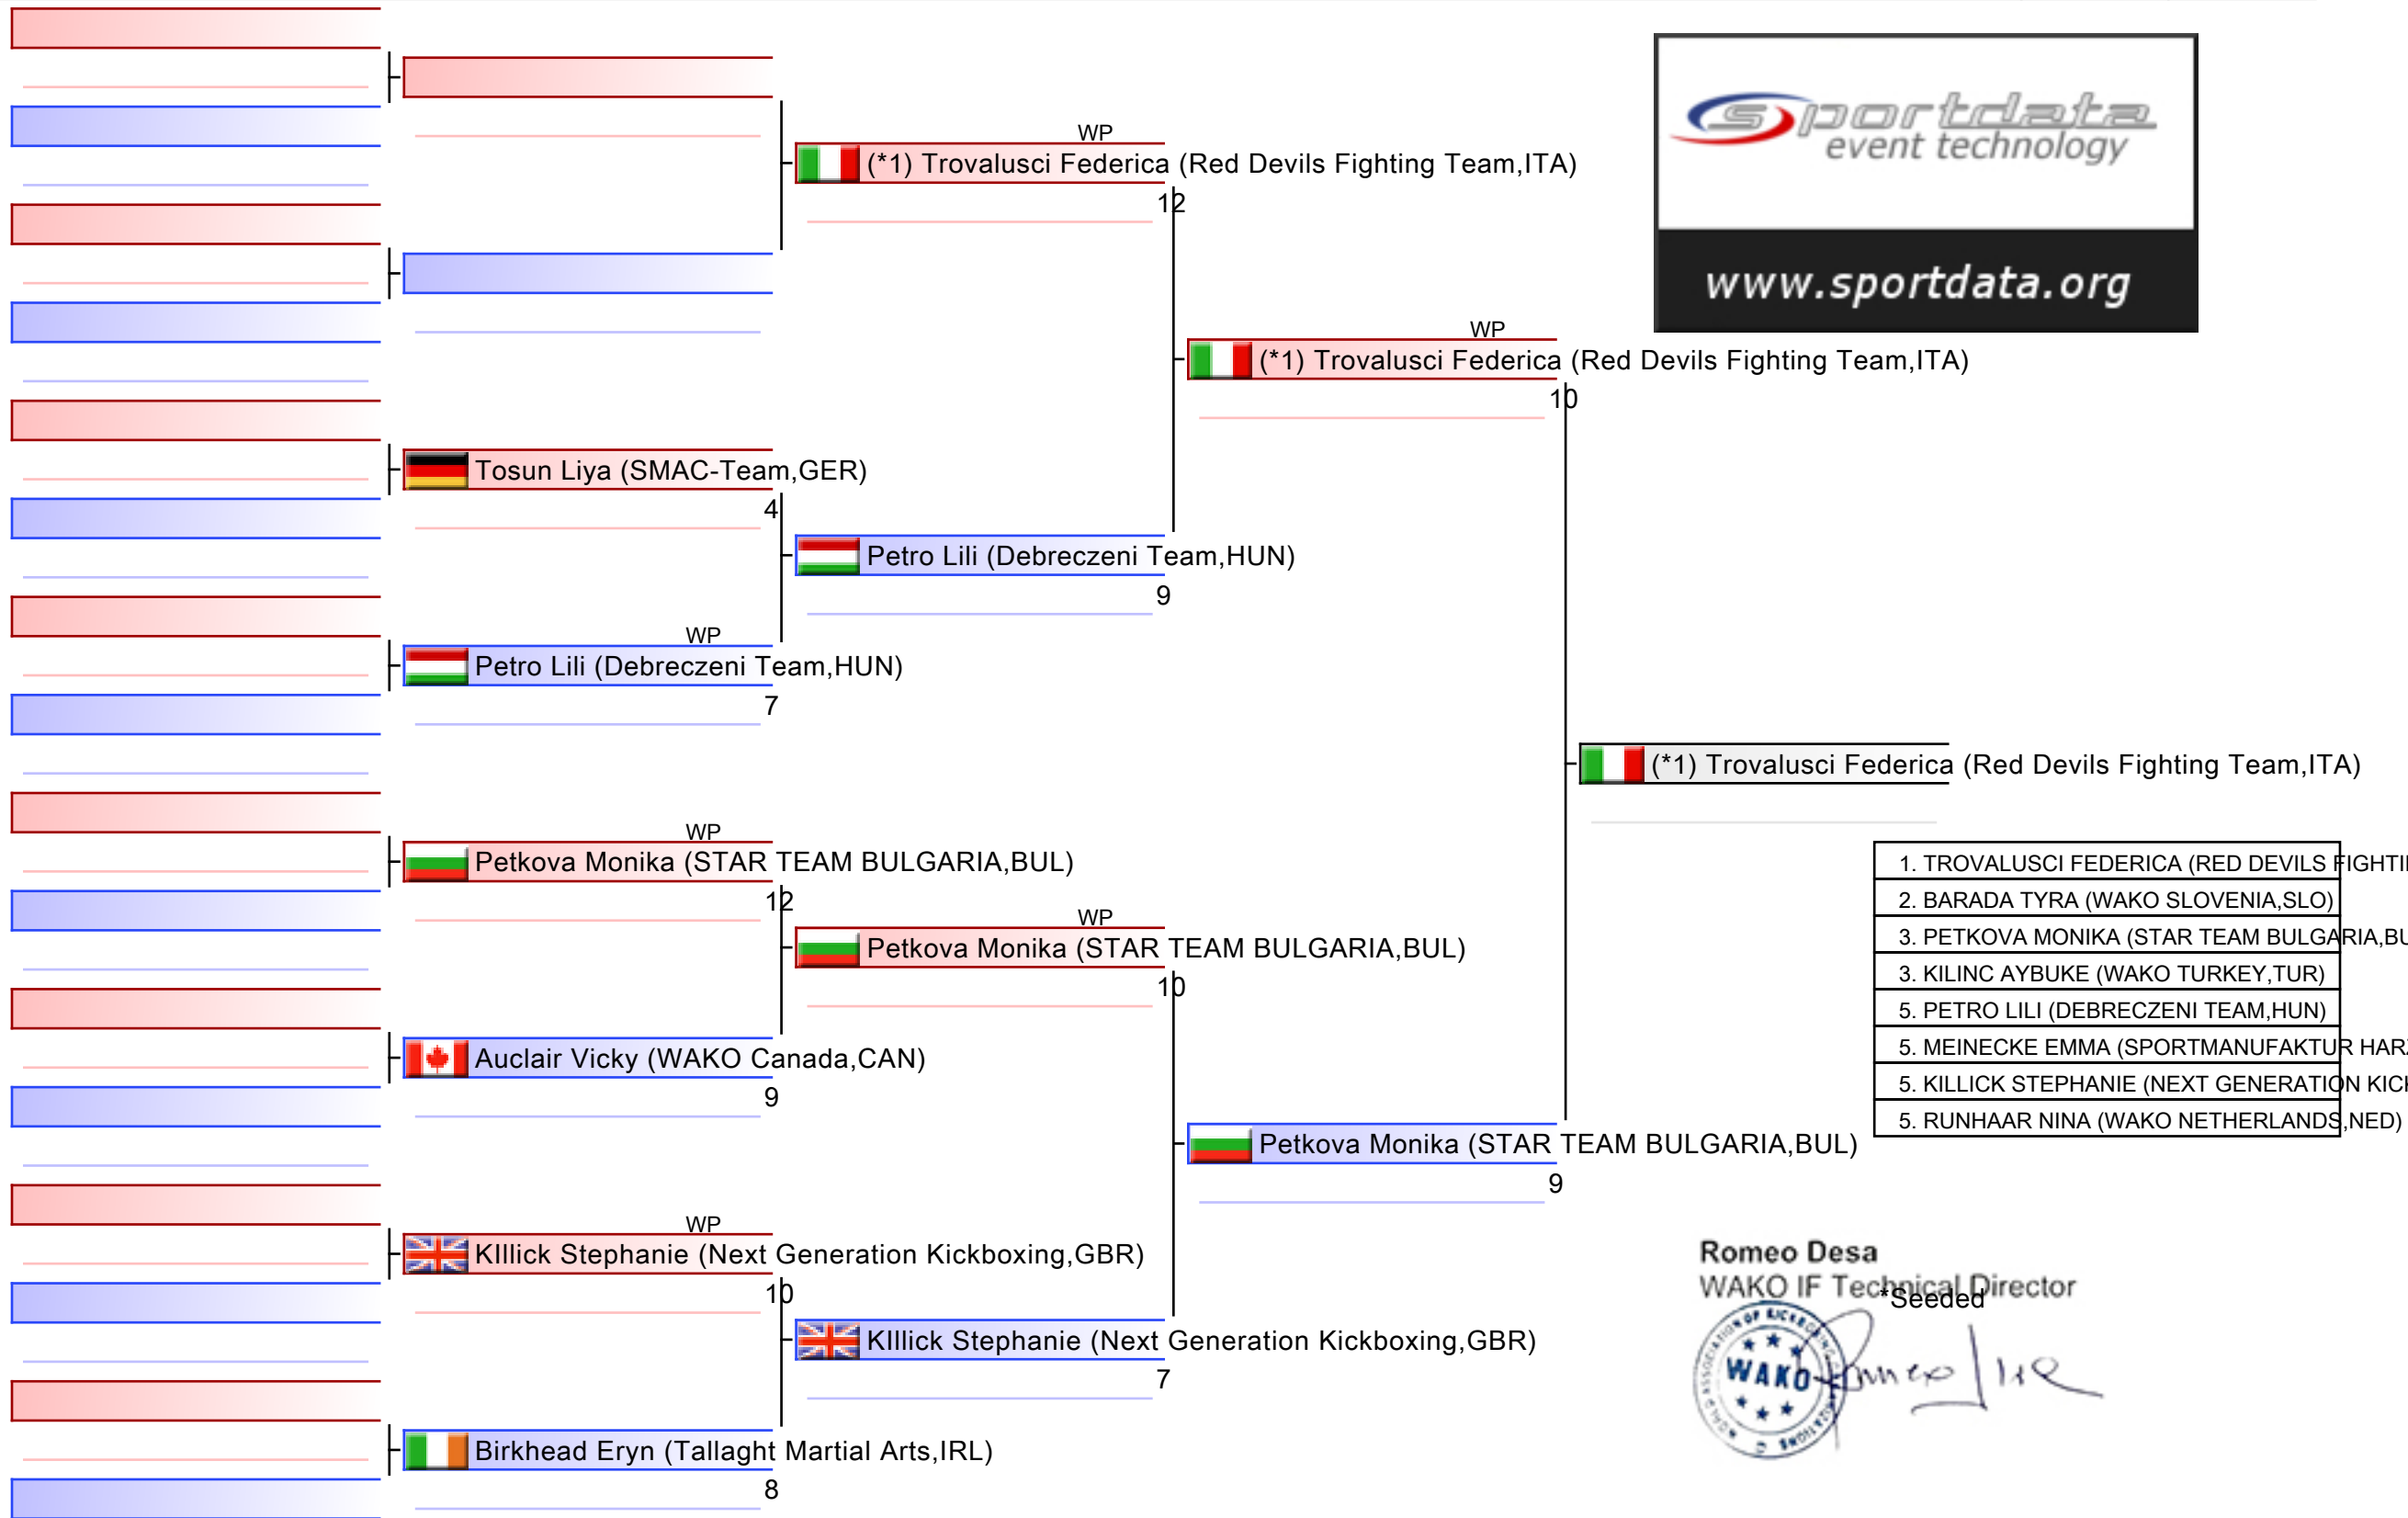 sportdata
event technology
www.sportdata.org
WP
(*1) Trovalusci Federica (Red Devils Fighting Team,ITA)
12
WP
(*1) Trovalusci Federica (Red Devils Fighting Team,ITA)
10
Tosun Liya (SMAC-Team,GER)
4
Petro Lili (Debreczeni Team,HUN)
9
WP
Petro Lili (Debreczeni Team,HUN)
7
(*1) Trovalusci Federica (Red Devils Fighting Team,ITA)
WP
Petkova Monika (STAR TEAM BULGARIA,BUL)
12
WP
Petkova Monika (STAR TEAM BULGARIA,BUL)
10
Auclair Vicky (WAKO Canada,CAN)
9
Petkova Monika (STAR TEAM BULGARIA,BUL)
9
WP
KIllick Stephanie (Next Generation Kickboxing,GBR)
10
KIllick Stephanie (Next Generation Kickboxing,GBR)
7
Birkhead Eryn (Tallaght Martial Arts,IRL)
8
1. TROVALUSCI FEDERICA (RED DEVILS
2. BARADA TYRA (WAKO SLOVENIA,SLO)
3. PETKOVA MONIKA (STAR TEAM BULGARIA,BU
3. KILINC AYBUKE (WAKO TURKEY,TUR)
5. PETRO LILI (DEBRECZENI TEAM,HUN)
5. MEINECKE EMMA (SPORTMANUFAKTUR HAR
5. KILLICK STEPHANIE (NEXT GENERATION KIC
5. RUNHAAR NINA (WAKO NETHERLANDS,NED)
Romeo Desa
WAKO IF Technical Director
*Seeded
WAKO